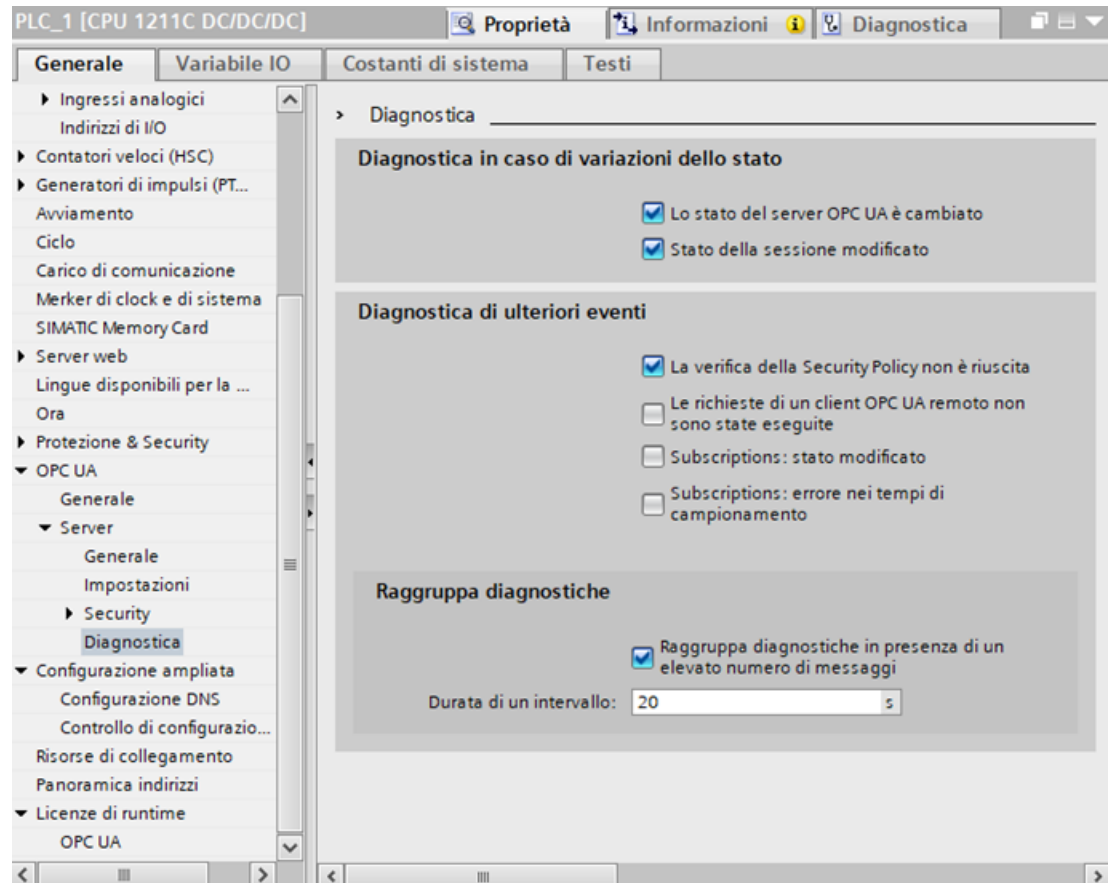 PLC_1 [CPU 1211C DC/DC/DC]
Proprietà
Informazioni
Diagnostica
Generale
Variabile IO
Costanti di sistema
Testi
Ingressi analogici
Indirizzi di I/O
Contatori veloci (HSC)
Generatori di impulsi (PT...
Avviamento
Ciclo
Carico di comunicazione
Merker di clock e di sistema
SIMATIC Memory Card
Server web
Lingue disponibili per la ...
Ora
Protezione & Security
OPC UA
Generale
Server
Generale
Impostazioni
Security
Diagnostica
Configurazione ampliata
Configurazione DNS
Controllo di configurazio...
Risorse di collegamento
Panoramica indirizzi
Licenze di runtime
OPC UA
Diagnostica
Diagnostica in caso di variazioni dello stato
Lo stato del server OPC UA è cambiato
Stato della sessione modificato
Diagnostica di ulteriori eventi
La verifica della Security Policy non è riuscita
Le richieste di un client OPC UA remoto non
sono state eseguite
Subscriptions: stato modificato
Subscriptions: errore nei tempi di
campionamento
Raggruppa diagnostiche
Raggruppa diagnostiche in presenza di un
elevato numero di messaggi
Durata di un intervallo: 20 s